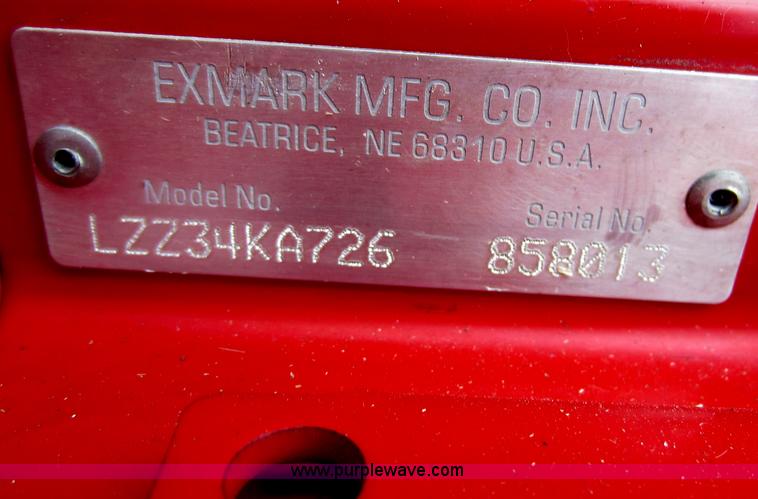 EXMARK MFG. CO. INC.
BEATRICE, NE 68310 U.S.A.
Model No. Serial No.
LZZ34KA726 858013
www.purplewave.com